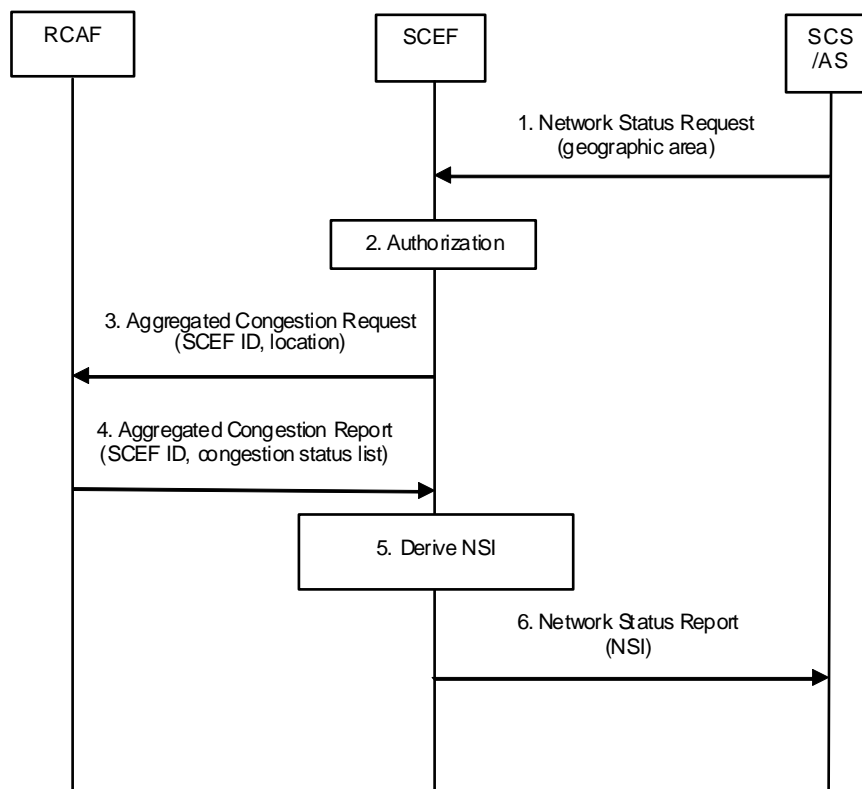 RCAF
SCEF
SCS
/AS
1. Network Status Request
(geographic area)
2. Authorization
3. Aggregated Congestion Request
(SCEF ID, location)
4. Aggregated Congestion Report
(SCEF ID, congestion status list)
5. Derive NSI
6. Network Status Report
(NSI)